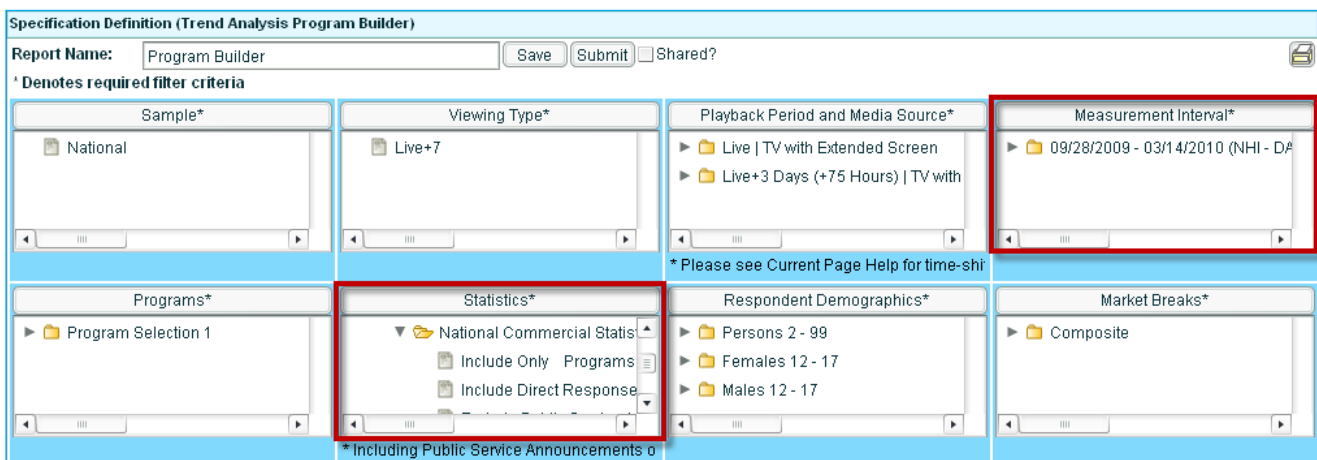 Specification Definition (Trend Analysis Program Builder)
Report Name: Program Builder Save Submit Shared?
* Denotes required filter criteria
Sample* Viewing Type* Playback Period and Media Source* Measurement Interval*
National Live+7 Live | TV with Extended Screen 09/28/2009 - 03/14/2010 (NHI - DA
Live+3 Days (+75 Hours) | TV with
* Please see Current Page Help for time-shi
Programs* Statistics* Respondent Demographics* Market Breaks*
Program Selection 1 National Commercial Statis Persons 2 - 99 Composite
Include Only Programs Females 12 - 17
Include Direct Response Males 12 - 17
* Including Public Service Announcements o